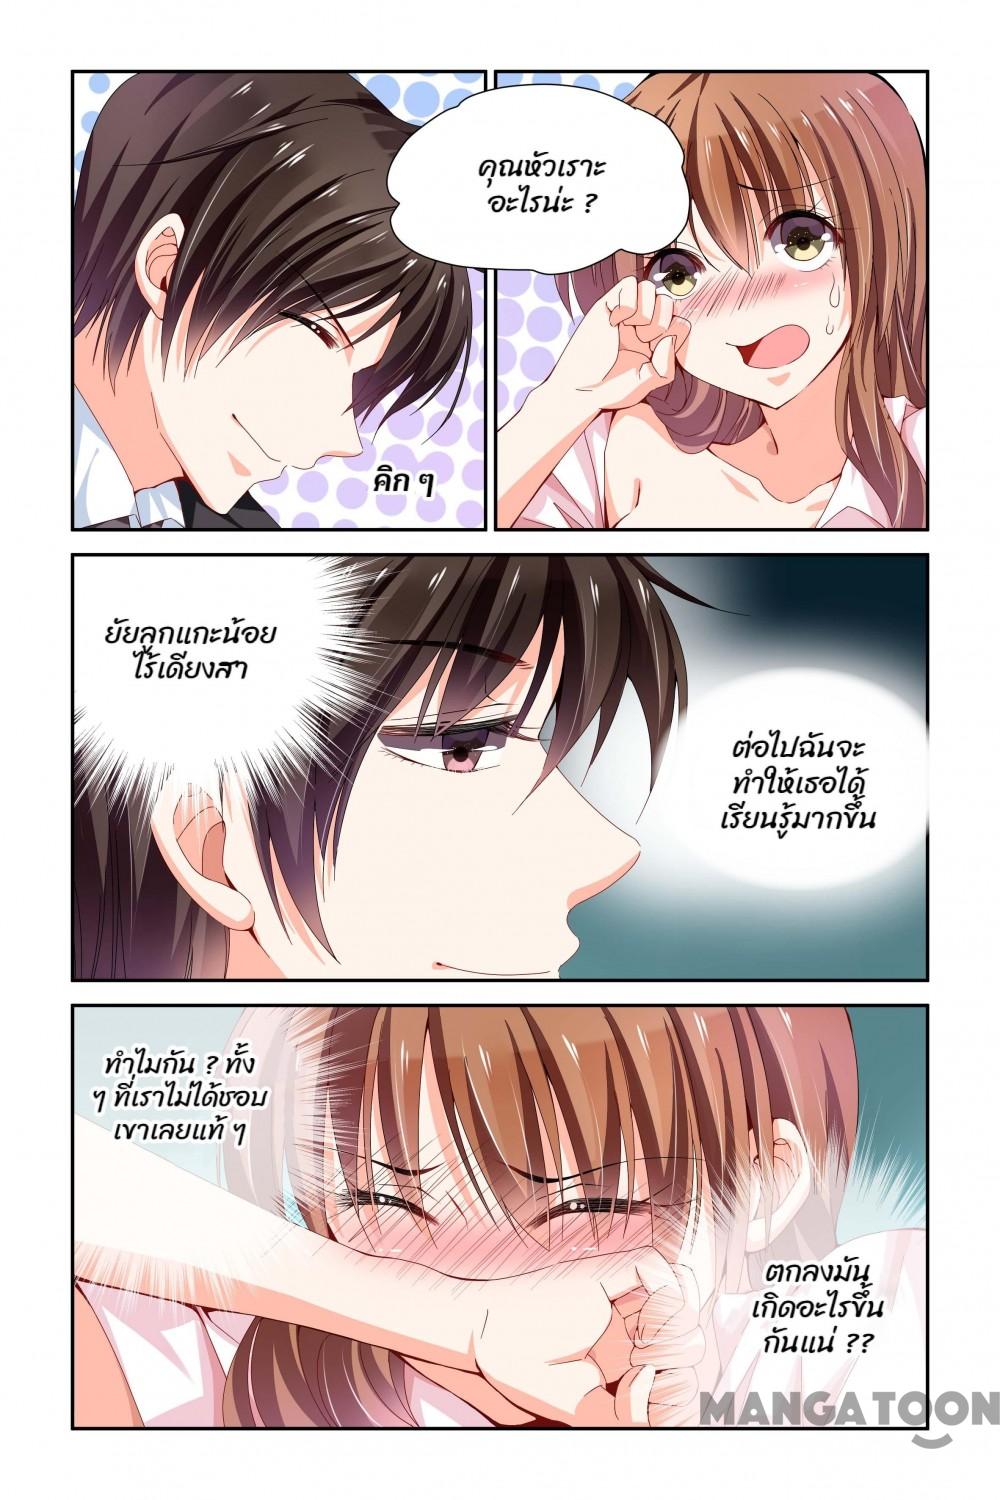 คุณหัวเราะ
อะไรน่ะ ?
คิก ๆ
ยัยลูกแกะน้อย
ไร้เดียงสา
ต่อไปฉันจะ
ทำให้เธอได้
เรียนรู้มากขึ้น
ทำไมกัน ? ทั้ง
ๆ ที่เราไม่ได้ชอบ
เขาเลยแท้ ๆ
ตกลงมัน
เกิดอะไรขึ้น
กันแน่ ??
MANGATOON